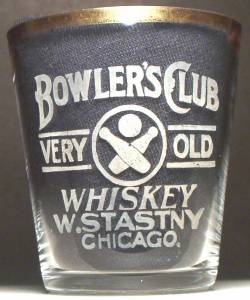 BOWLER'S CLUB
VERY OLD
WHISKEY
W. STASTNY
CHICAGO.